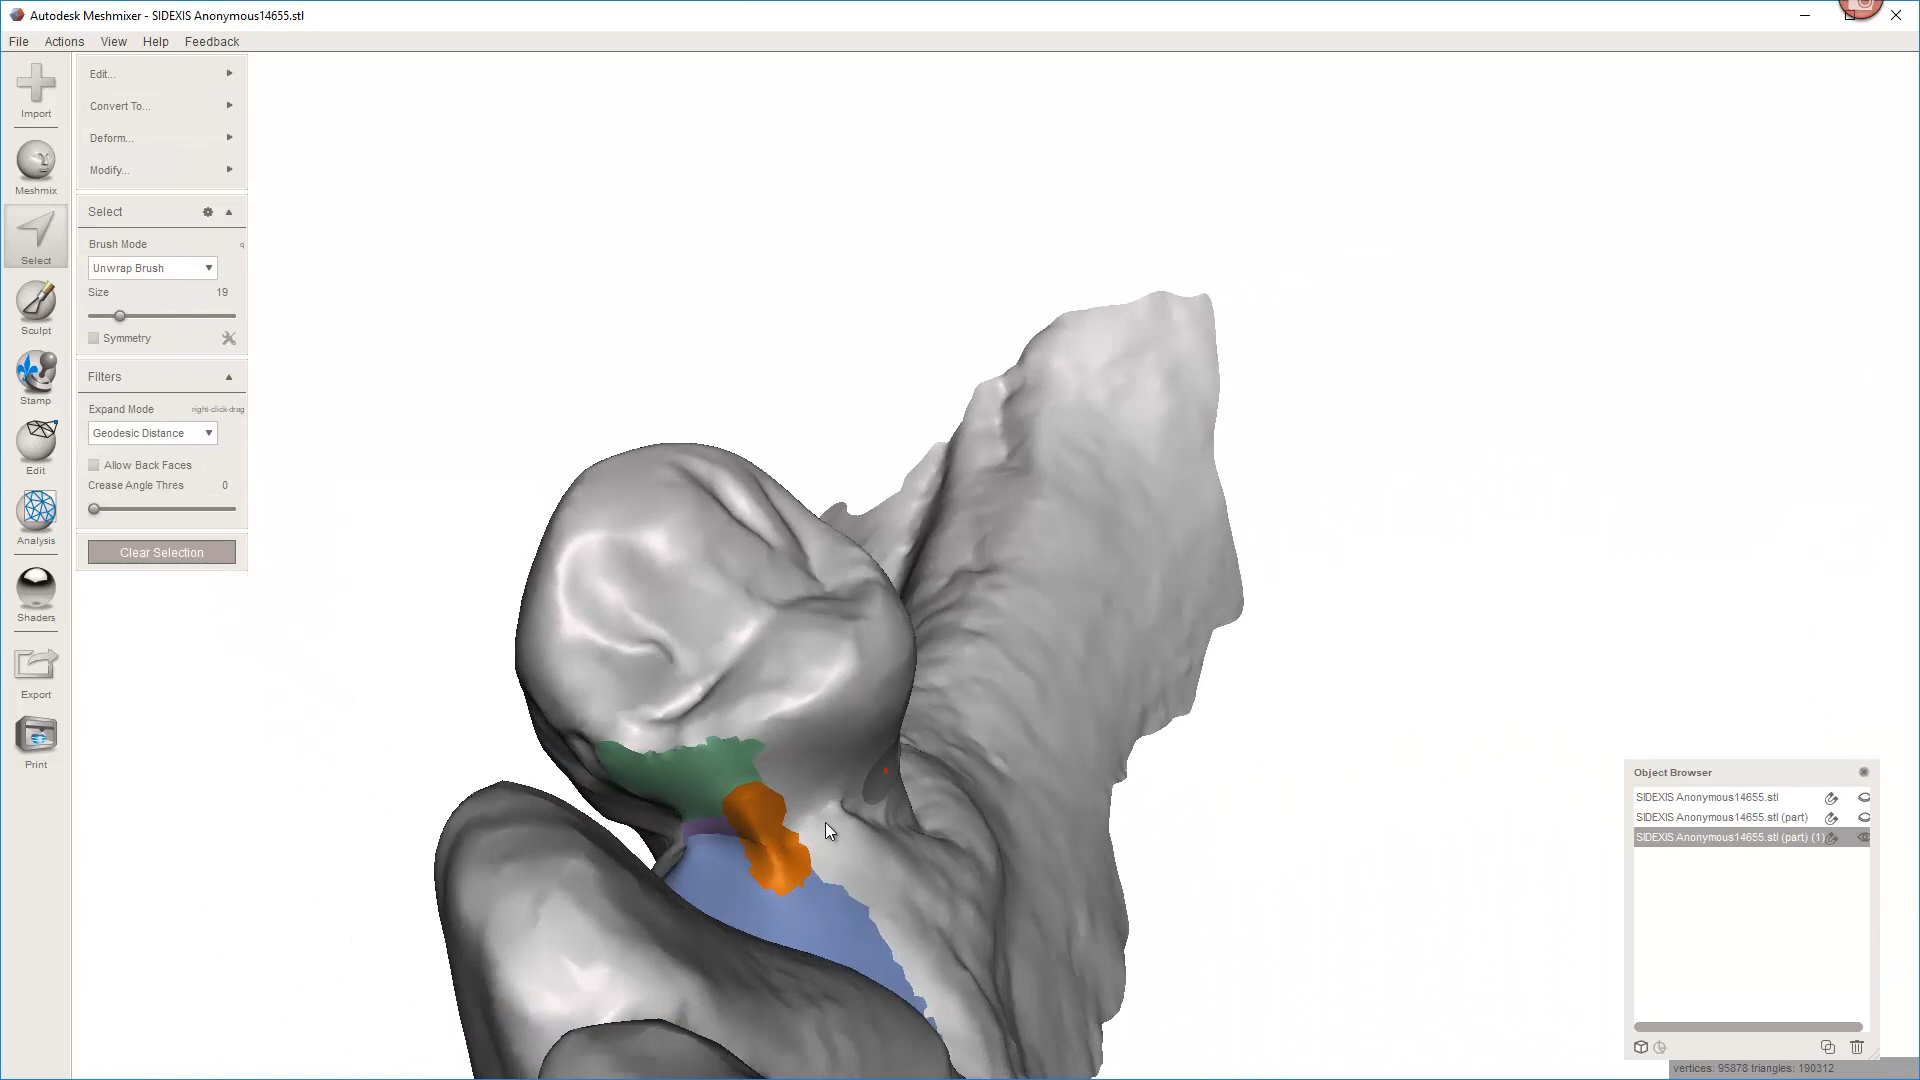 Autodesk Meshmixer - SIDEXIS Anonymous14655.stl
File Actions View Help Feedback
Import
Meshmix
Select
Sculpt
Stamp
Edit
Analysis
Shaders
Export
Print
Edit...
Convert To...
Deform...
Modify...
Select
Brush Mode q
Unwrap Brush
Size 19
Symmetry
Filters
Expand Mode right-click-drag
Geodesic Distance
Allow Back Faces
Crease Angle Thres 0
Clear Selection
Object Browser
SIDEXIS Anonymous14655.stl
SIDEXIS Anonymous14655.stl (part)
SIDEXIS Anonymous14655.stl (part) (1)
vertices: 95878 triangles: 190312